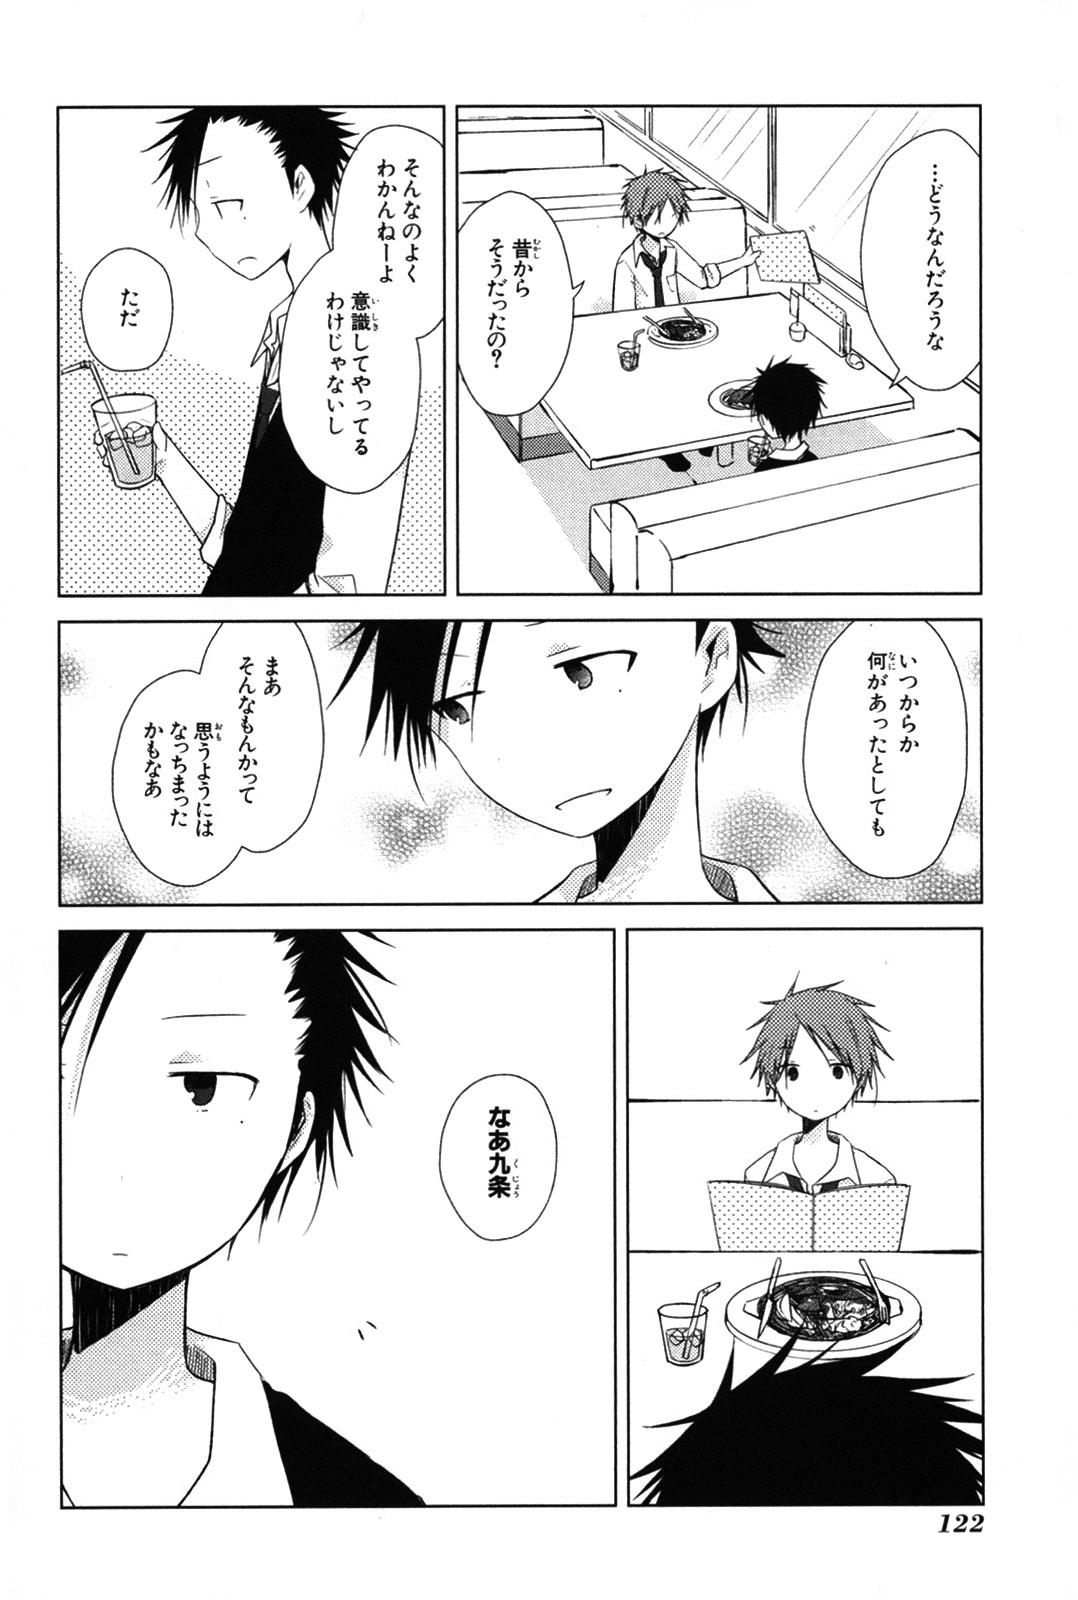 …どうなんだろうな
昔から
そうだったの？
そんなのよく
わかんねーよ
意識してやってる
わけじゃないし
ただ
いつからか
何があったとしても
まあ
そんなもんかって
思うようには
なっちまった
かもなあ
なあ九条
122